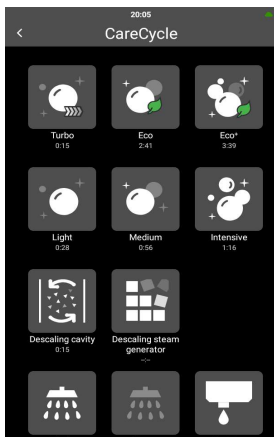 20:05
CareCycle
Turbo
0:15
Eco
2:41
Eco*
3:39
Light
0:28
Medium
0:56
Intensive
1:16
Descaling cavity
0:15
Descaling steam
generator
--:--